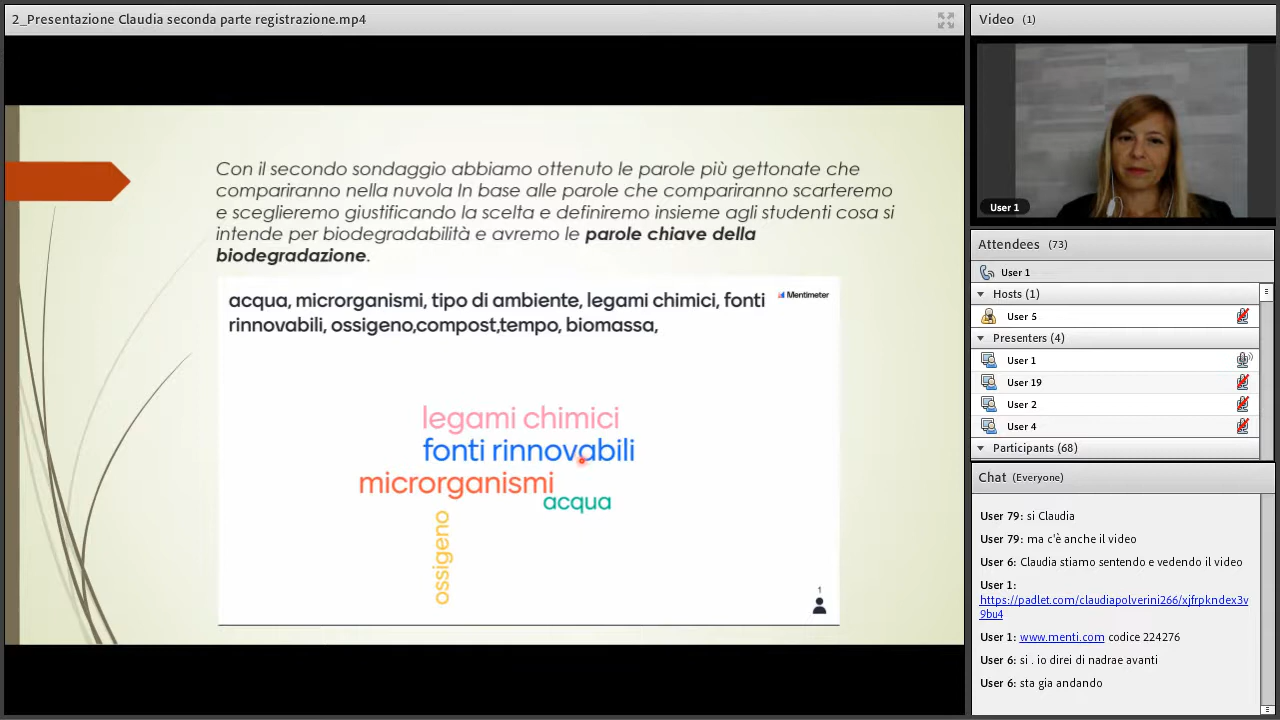 2_Presentazione Claudia seconda parte registrazione.mp4
Con il secondo sondaggio abbiamo ottenuto le parole più gettonate che
compariranno nella nuvola In base alle parole che compariranno scarteremo
e sceglieremo giustificando la scelta e definiremo insieme agli studenti cosa si
intende per biodegradabilità e avremo le parole chiave della
biodegradazione.
acqua, microrganismi, tipo di ambiente, legami chimici, fonti
rinnovabili, ossigeno,compost,tempo, biomassa,
Mentimeter
legami chimici
fonti rinnovabili
microrganismi
acqua
ossigeno
1
Video (1)
User 1
Attendees (73)
User 1
Hosts (1)
User 5
Presenters (4)
User 1
User 19
User 2
User 4
Participants (68)
Chat (Everyone)
User 79: si Claudia
User 79: ma c'è anche il video
User 6: Claudia stiamo sentendo e vedendo il video
User 1:
https://padlet.com/claudiapolverini266/xjfrpkndex3v
9bu4
User 1: www.menti.com codice 224276
User 6: si . io direi di nadrae avanti
User 6: sta gia andando